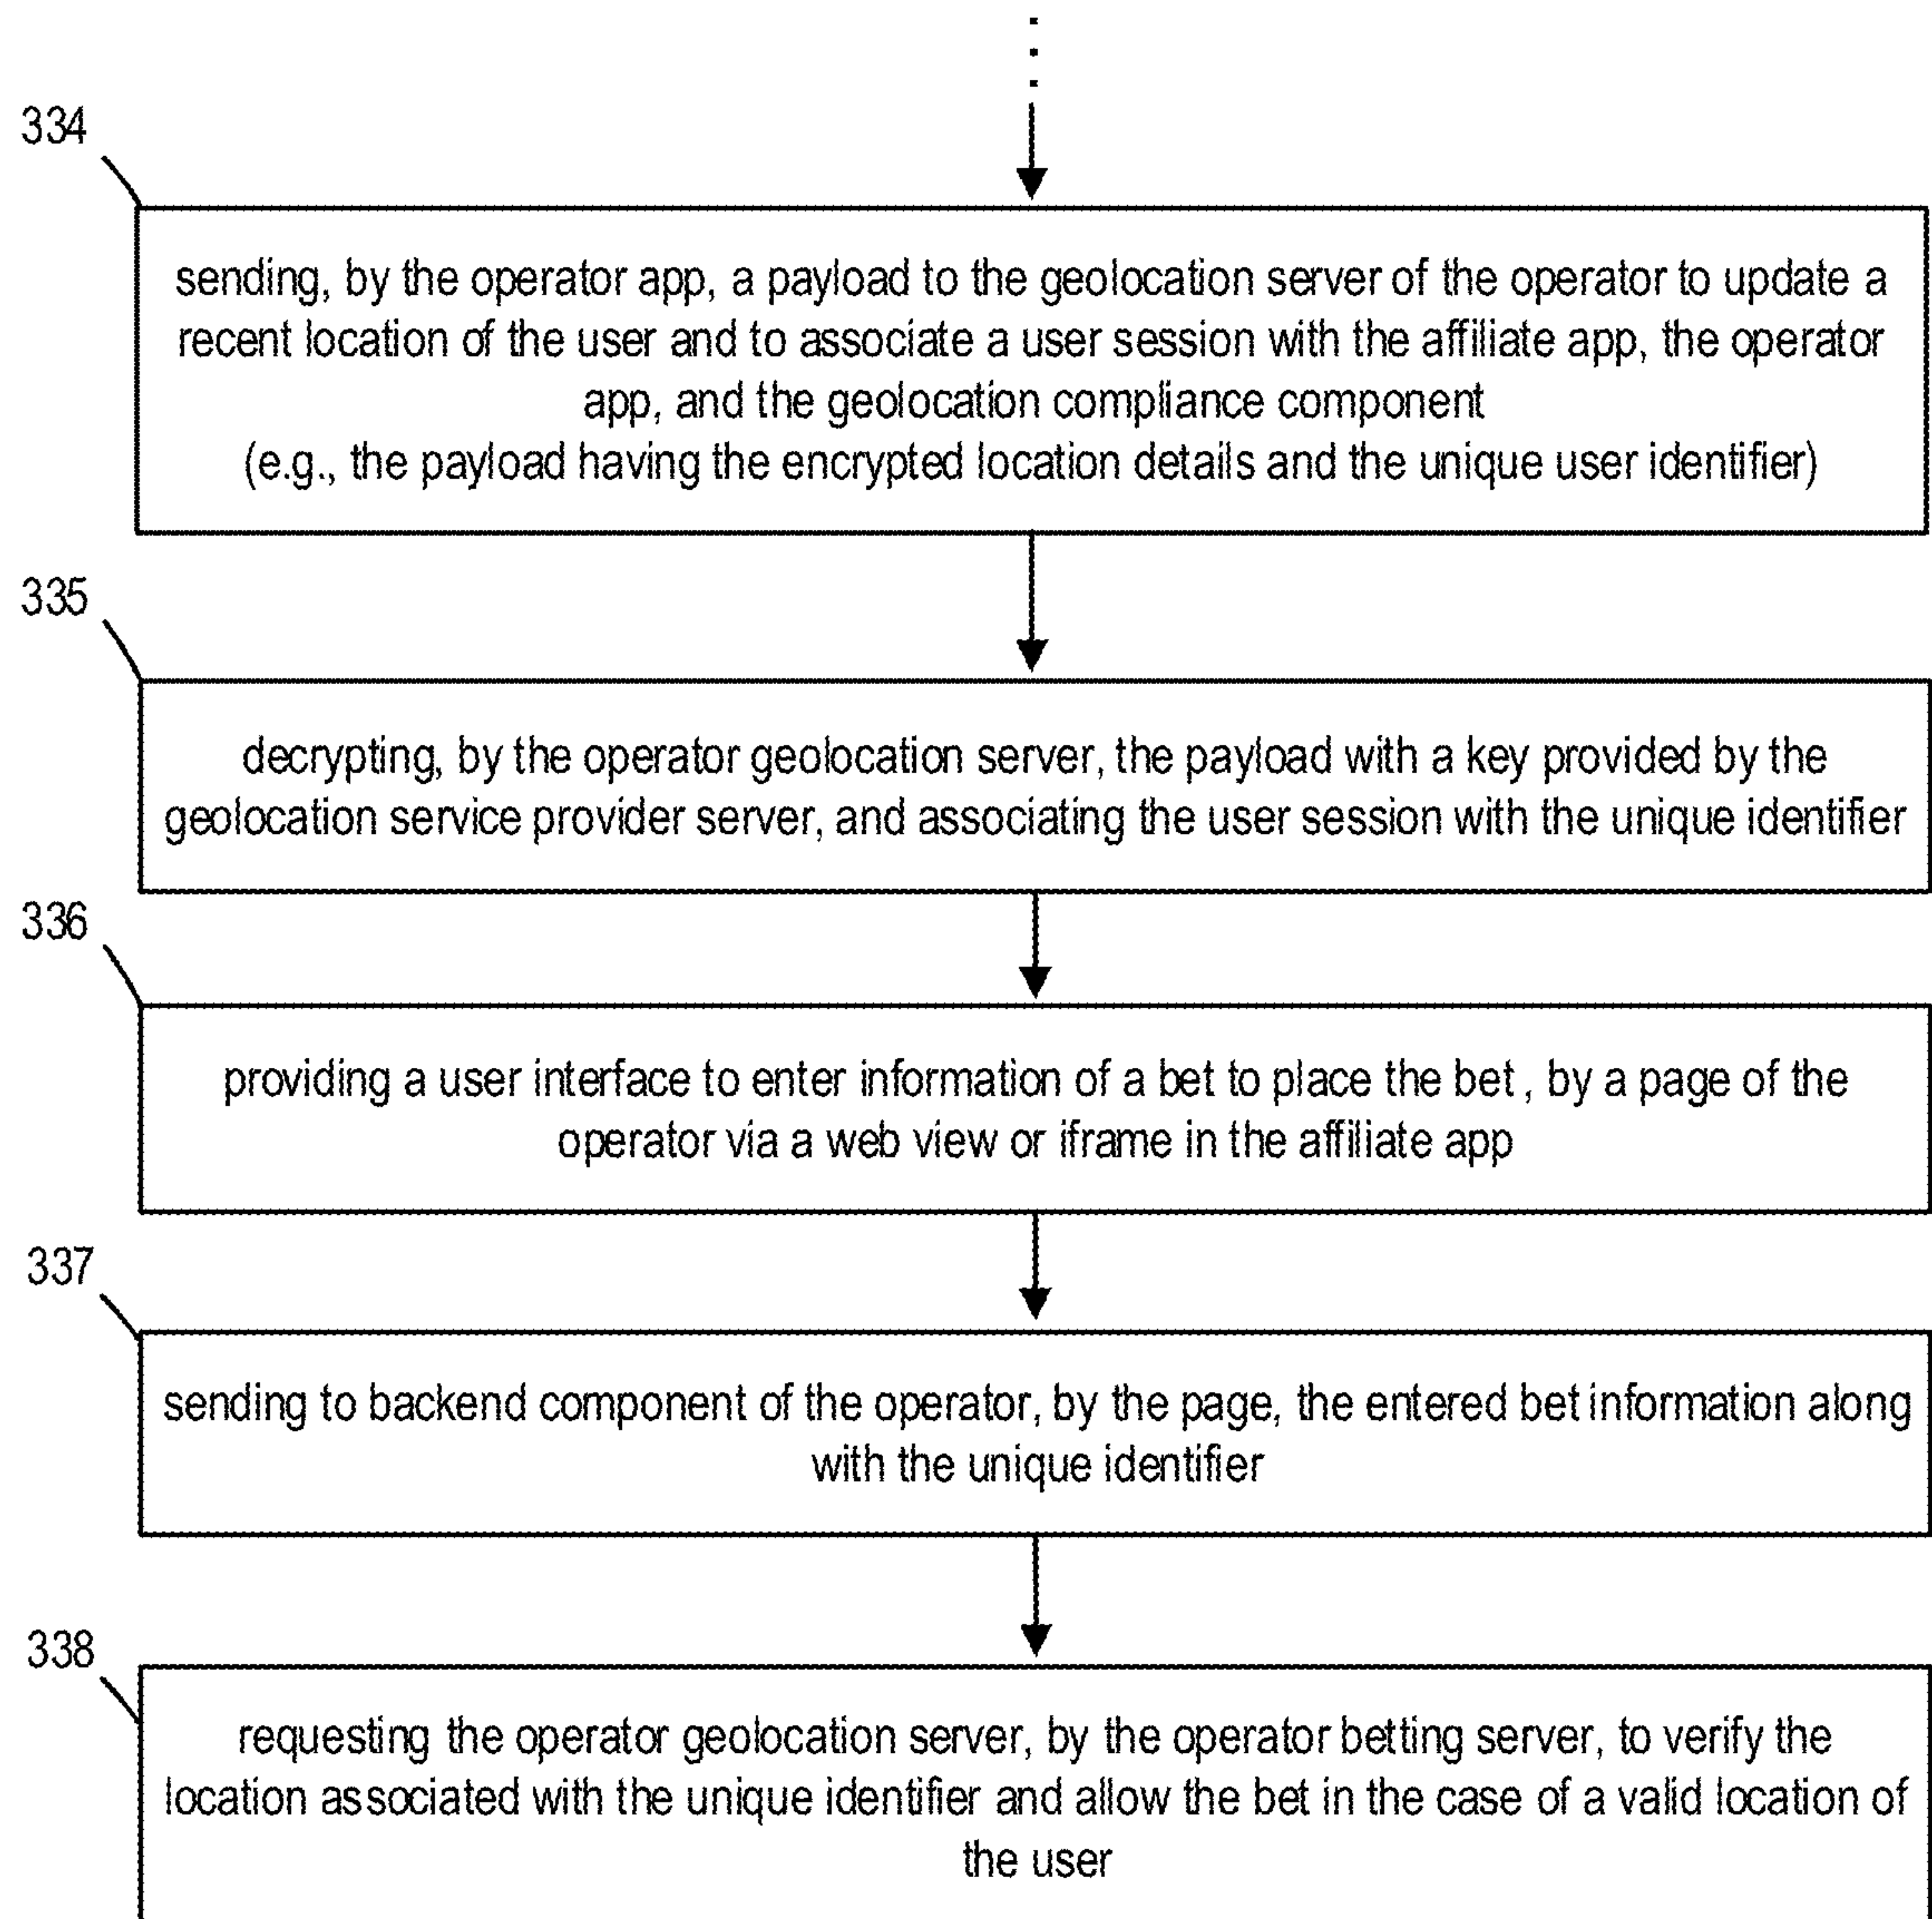 334
sending, by the operator app, a payload to the geolocation server of the operator to update a
recent location of the user and to associate a user session with the affiliate app, the operator
app, and the geolocation compliance component
(e.g., the payload having the encrypted location details and the unique user identifier)
335
decrypting, by the operator geolocation server, the payload with a key provided by the
geolocation service provider server, and associating the user session with the unique identifier
336
providing a user interface to enter information of a bet to place the bet , by a page of the
operator via a web view or iframe in the affiliate app
337
sending to backend component of the operator, by the page, the entered bet information along
with the unique identifier
338
requesting the operator geolocation server, by the operator betting server, to verify the
location associated with the unique identifier and allow the bet in the case of a valid location of
the user